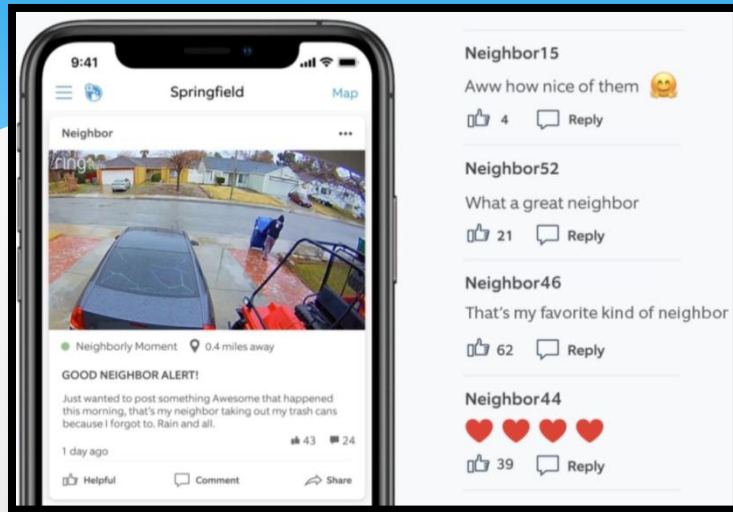 9:41
Springfield
Map
Neighbor
ring
Neighborly Moment 0.4 miles away
GOOD NEIGHBOR ALERT!
Just wanted to post something Awesome that happened
this morning, that's my neighbor taking out my trash cans
because I forgot to. Rain and all.
43 24
1 day ago
Helpful Comment Share
Neighbor15
Aww how nice of them 🤗
4 Reply
Neighbor52
What a great neighbor
21 Reply
Neighbor46
That's my favorite kind of neighbor
62 Reply
Neighbor44
❤️ ❤️ ❤️ ❤️
39 Reply